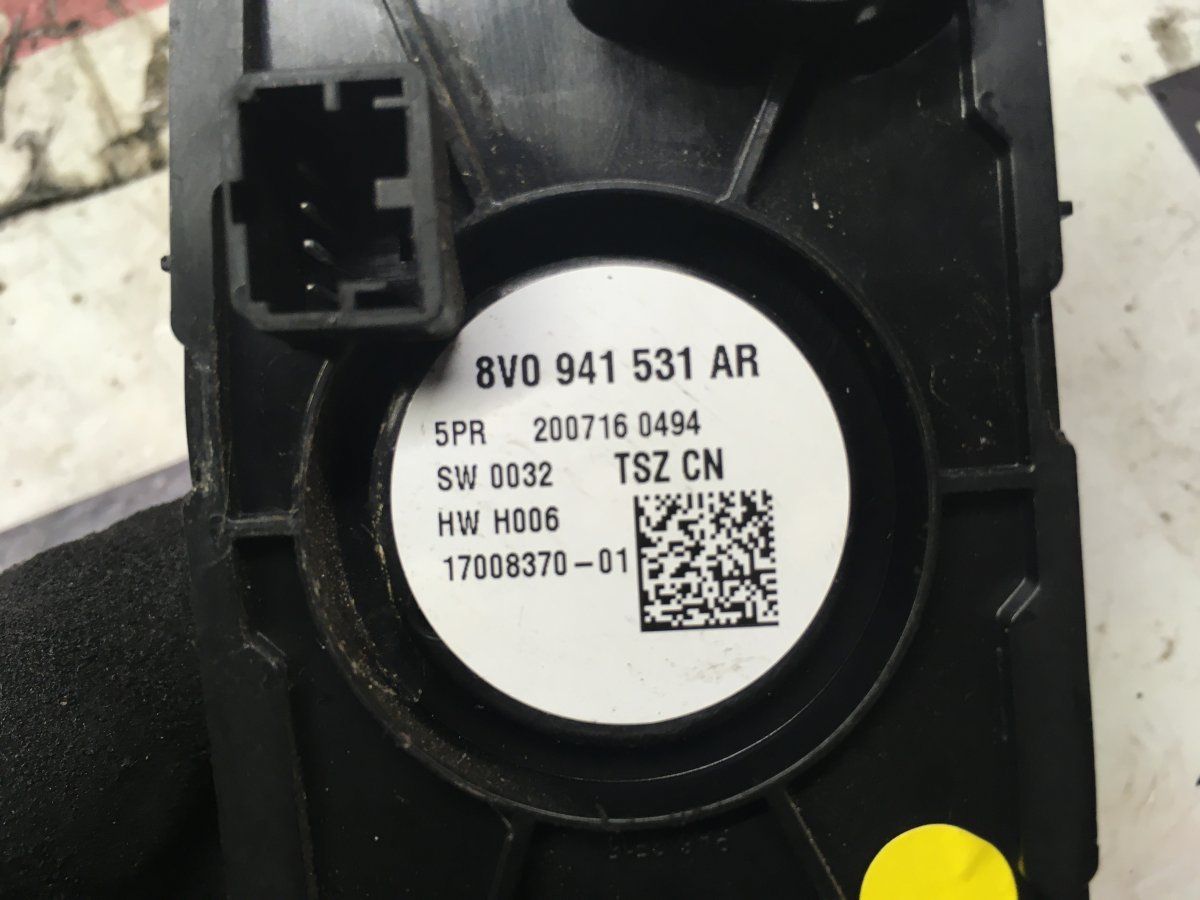 8V0 941 531 AR
5PR 200716 0494
SW 0032 TSZ CN
HW H006
17008370-01